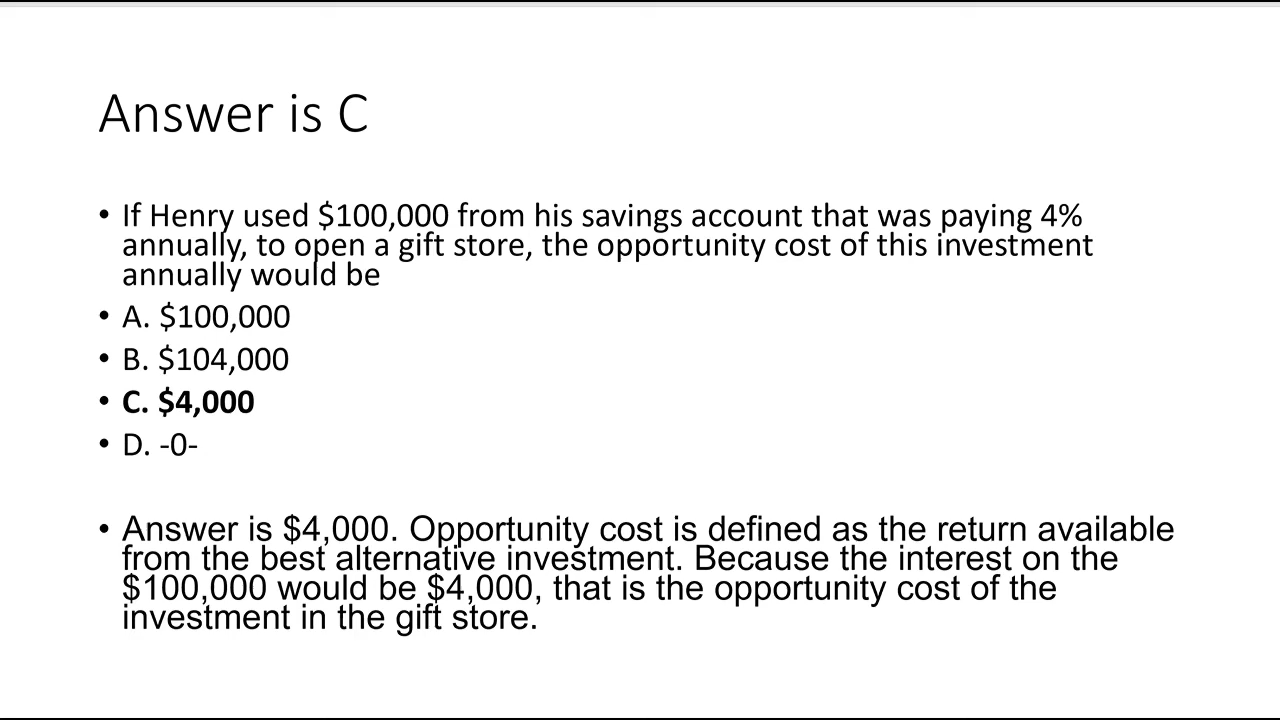 Answer is C
• If Henry used $100,000 from his savings account that was paying 4%
annually, to open a gift store, the opportunity cost of this investment
annually would be
• A. $100,000
• B. $104,000
• C. $4,000
• D. -0-
• Answer is $4,000. Opportunity cost is defined as the return available
from the best alternative investment. Because the interest on the
$100,000 would be $4,000, that is the opportunity cost of the
investment in the gift store.